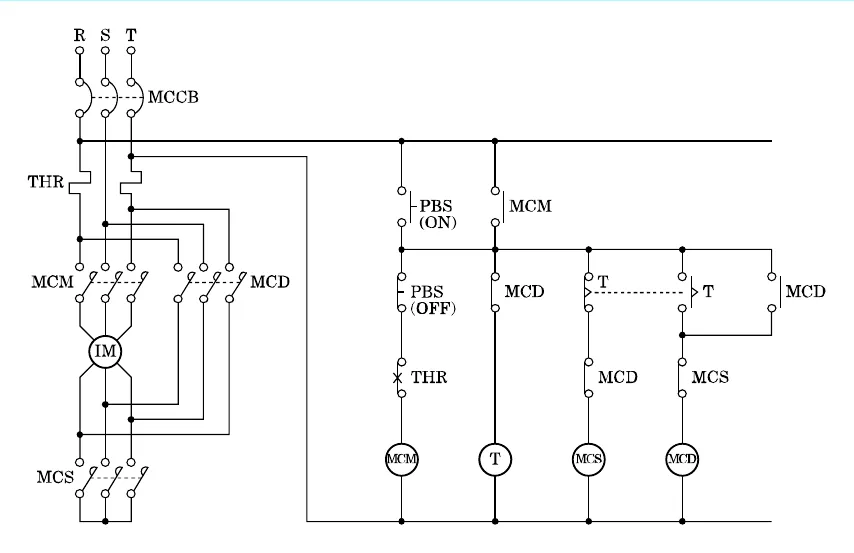 R S T
MCCB
THR
PBS
(ON)
MCM
MCM
MCD
PBS
(OFF)
MCD
T
T
MCD
IM
THR
MCD
MCS
MCS
MCM
T
MCS
MCD